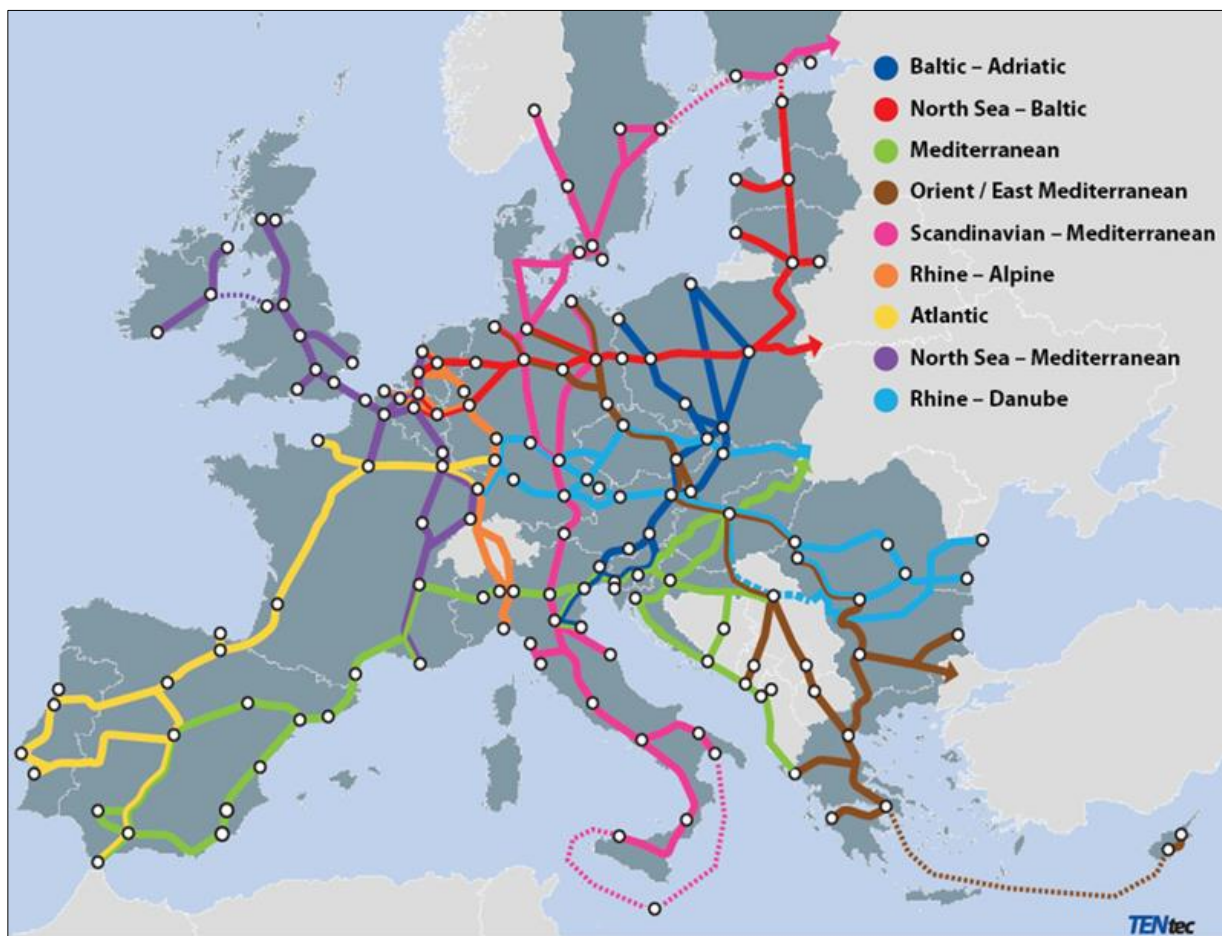 Baltic – Adriatic
North Sea – Baltic
Mediterranean
Orient / East Mediterranean
Scandinavian – Mediterranean
Rhine – Alpine
Atlantic
North Sea – Mediterranean
Rhine – Danube
TENtec